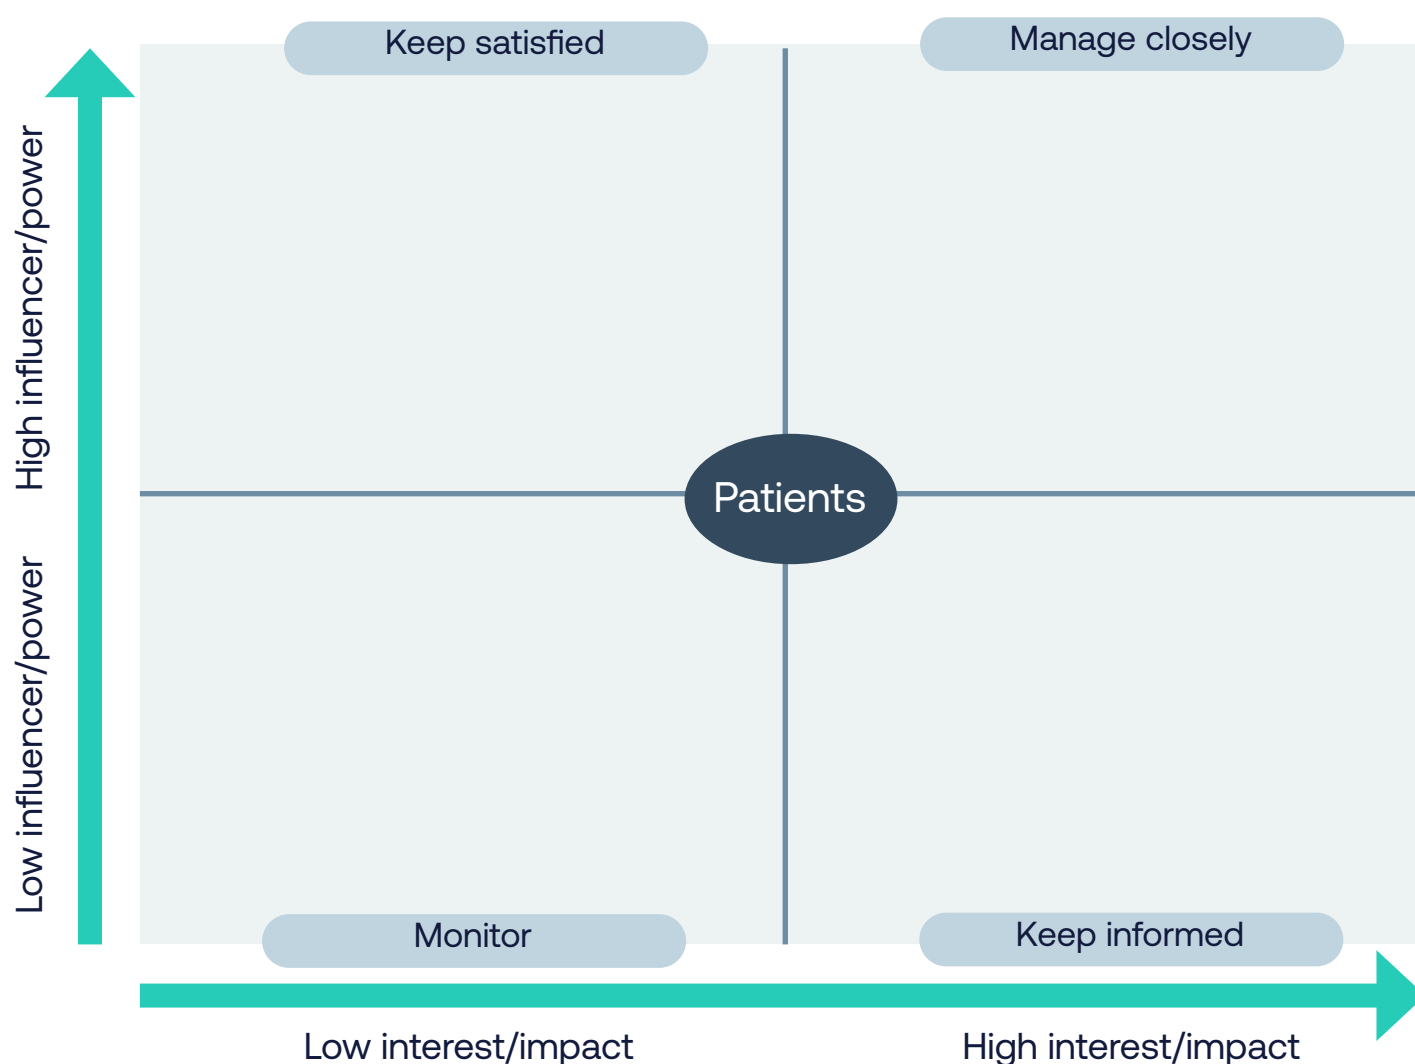 Keep satisfied
Manage closely
High influencer/power
Patients
Low influencer/power
Monitor
Keep informed
Low interest/impact
High interest/impact